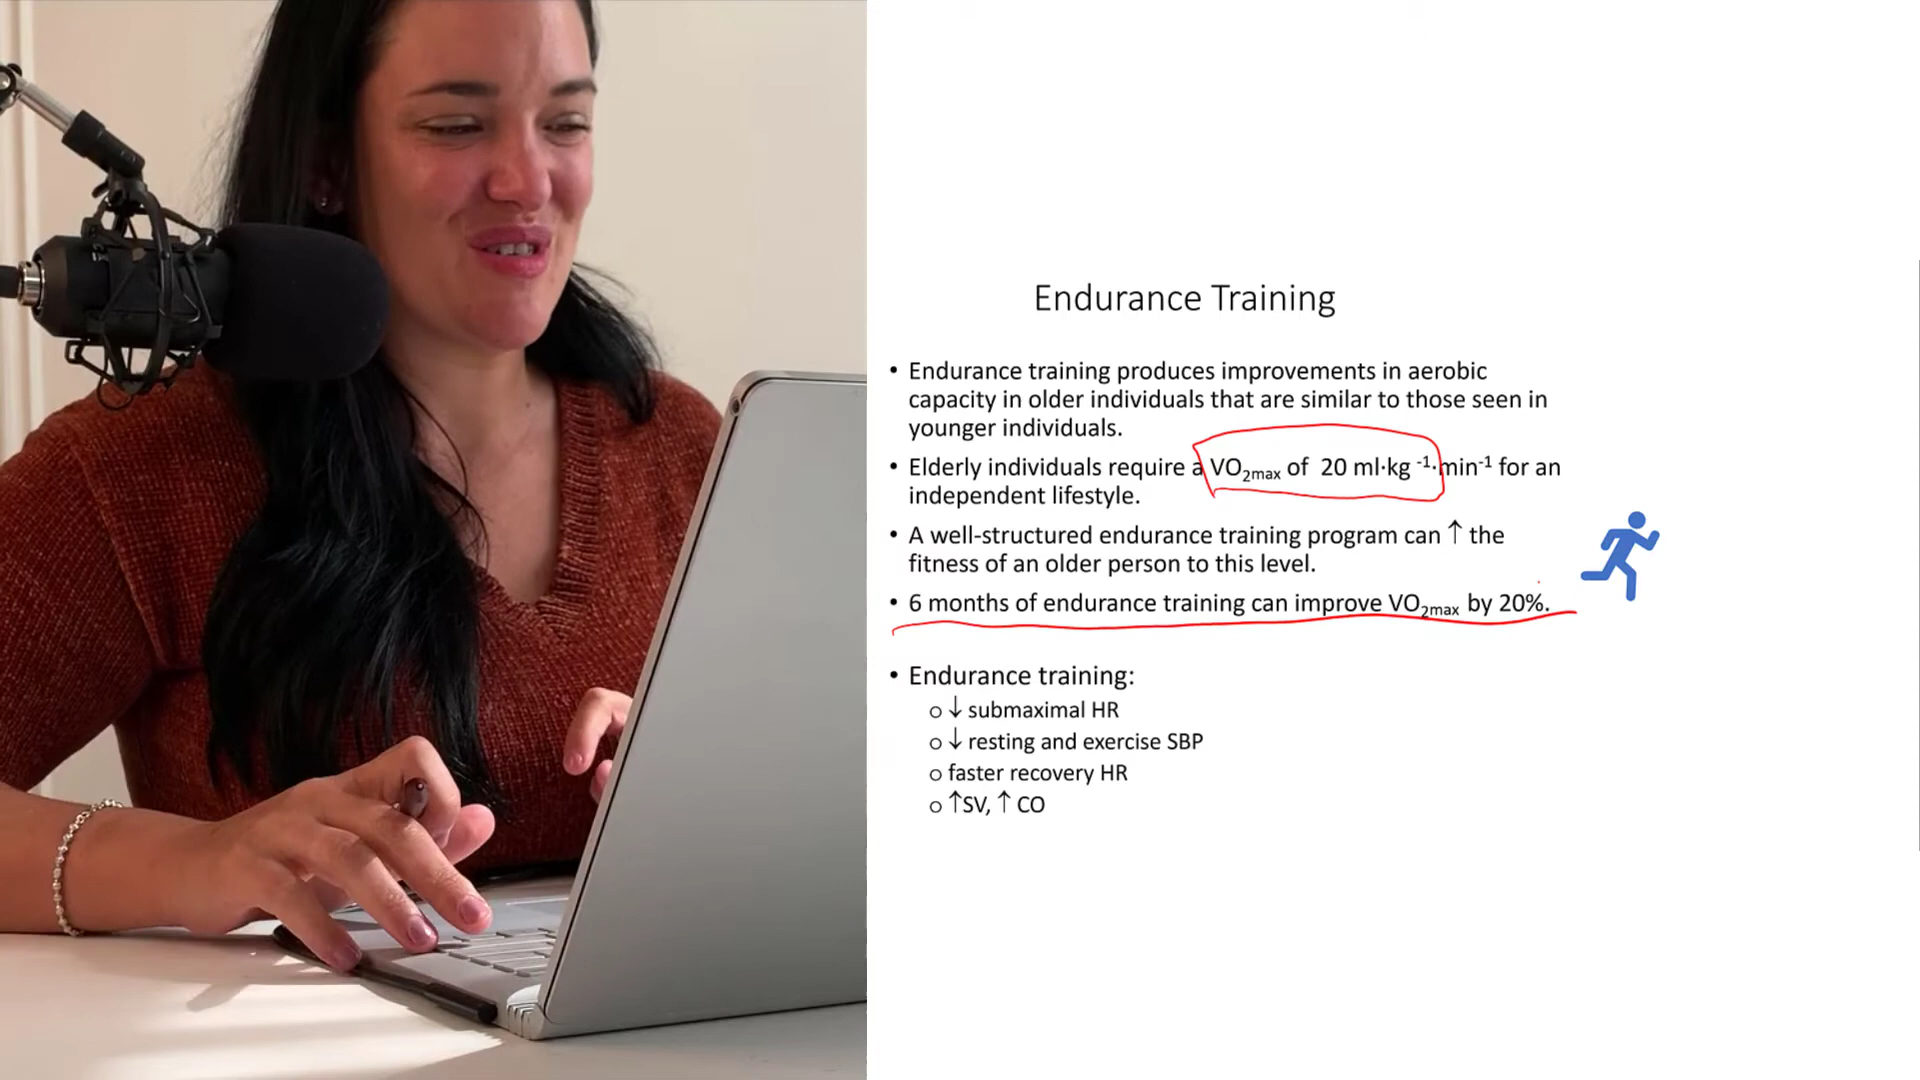 Endurance Training
• Endurance training produces improvements in aerobic
capacity in older individuals that are similar to those seen in
younger individuals.
• Elderly individuals require a VO₂max of 20 ml·kg ⁻¹·min⁻¹ for an
independent lifestyle.
• A well-structured endurance training program can ↑ the
fitness of an older person to this level.
• 6 months of endurance training can improve VO₂max by 20%.
• Endurance training:
o ↓ submaximal HR
o ↓ resting and exercise SBP
o faster recovery HR
o ↑SV, ↑ CO